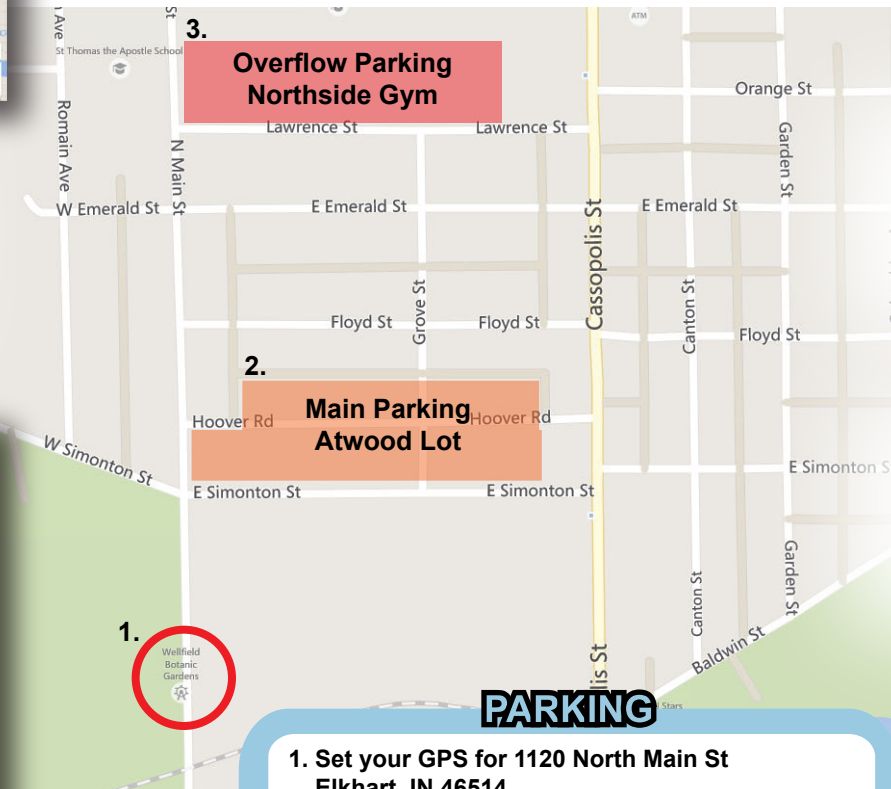 n Ave
St
3.
ATM
St Thomas the Apostle School
Overflow Parking
Northside Gym
Orange St
Romain Ave
Lawrence St
Lawrence St
Garden St
N Main St
W Emerald St
E Emerald St
E Emerald St
Cassopolis St
Grove St
Canton St
Floyd St
Floyd St
Floyd St
2.
Main Parking
Atwood Lot
Hoover Rd
Hoover Rd
W Simonton St
E Simonton St
E Simonton St
E Simonton S
Garden St
Canton St
1.
Wellfield
Botanic
Gardens
Baldwin St
lis St
Stars
PARKING
1. Set your GPS for 1120 North Main St
Elkhart, IN 46514